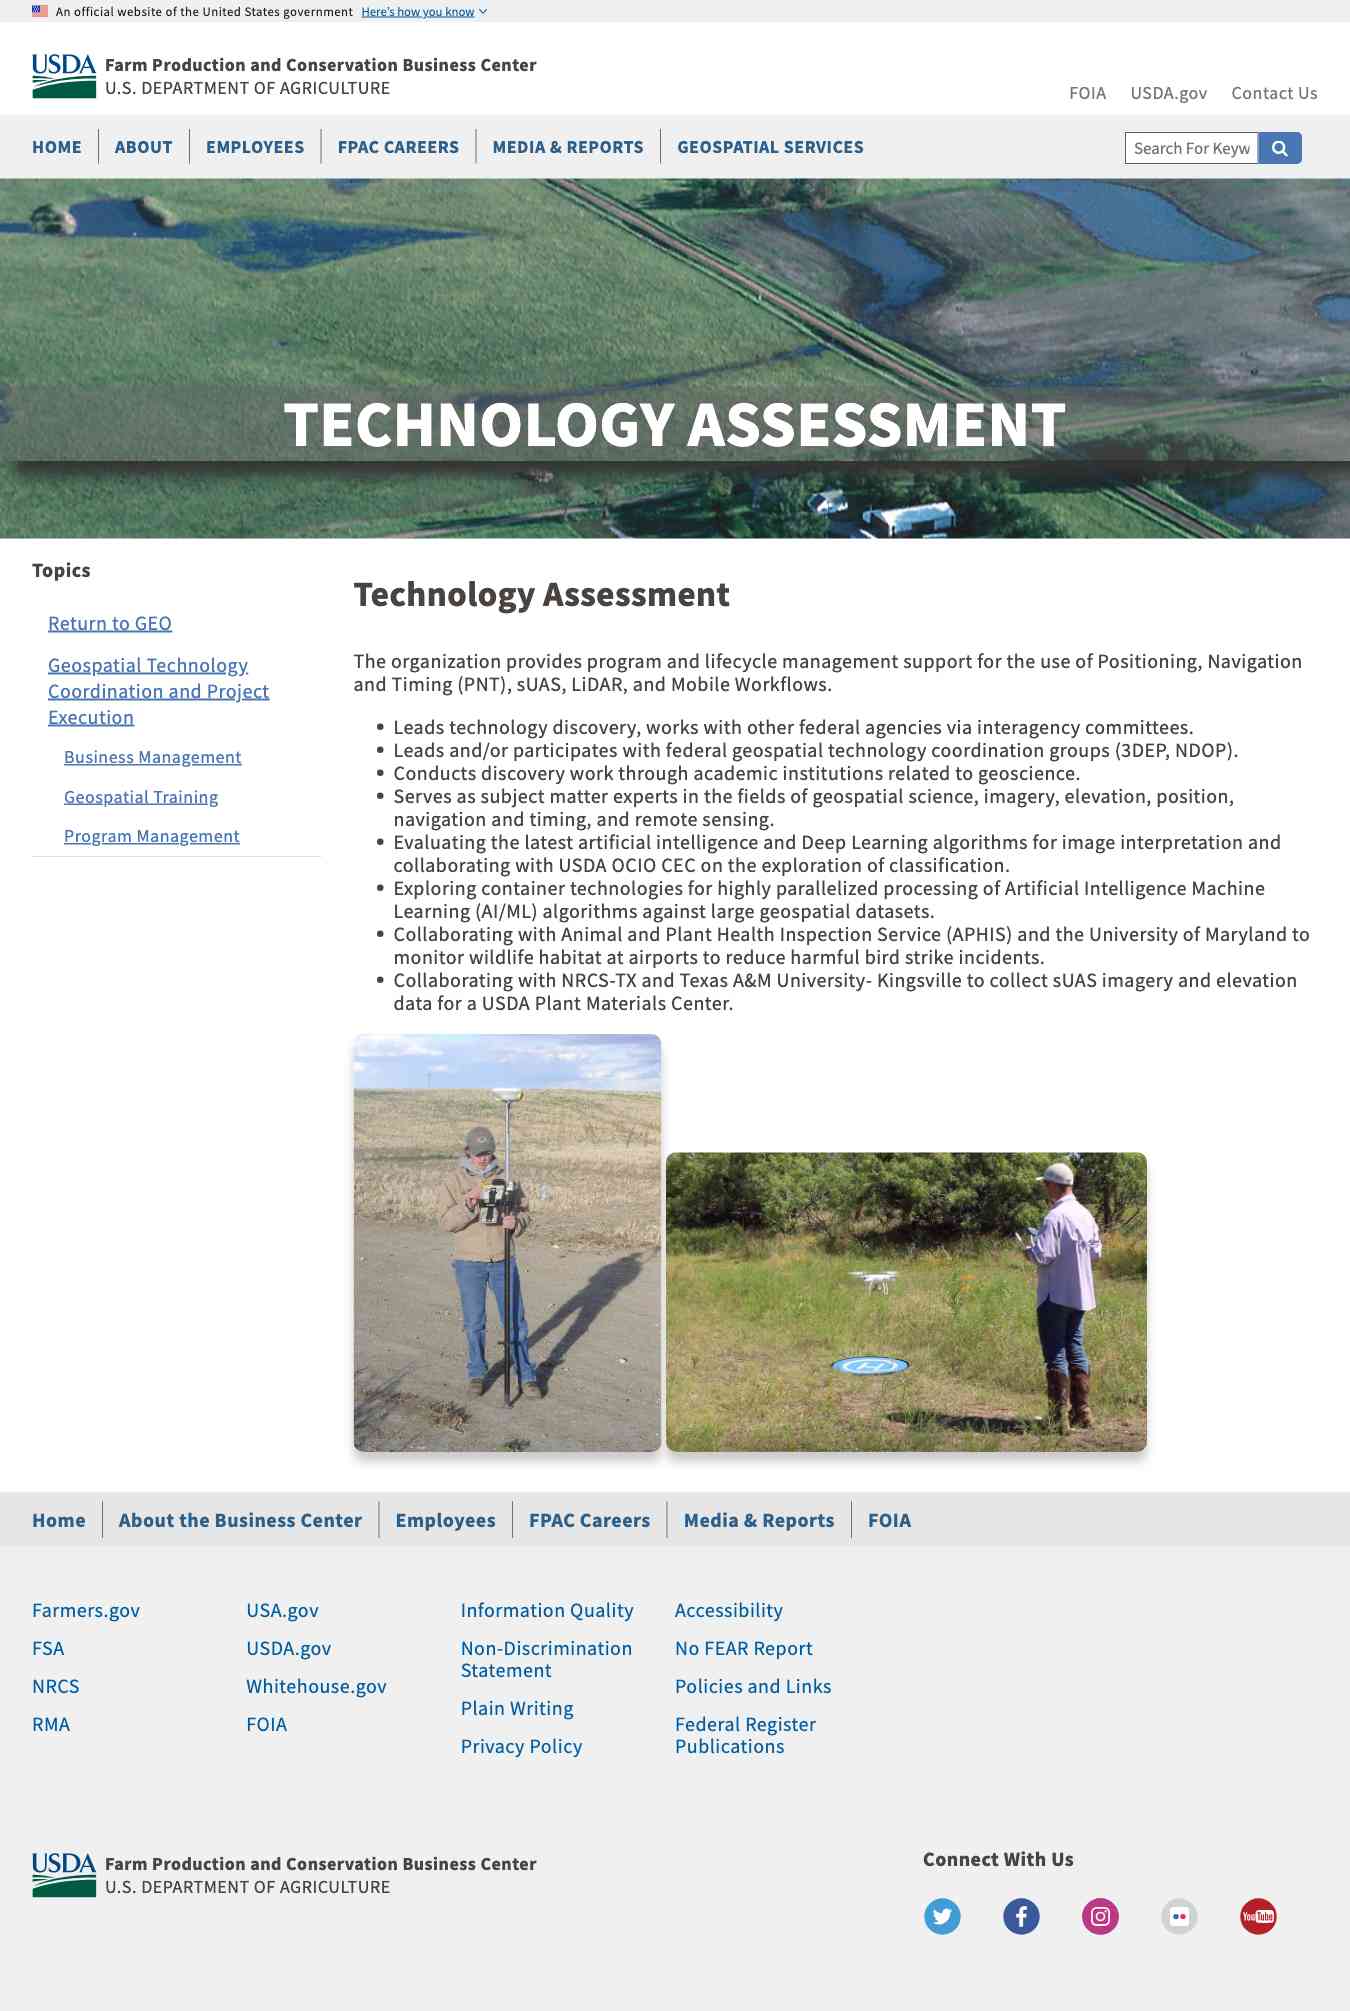 An official website of the United States government Here's how you know
USDA Farm Production and Conservation Business Center
U.S. DEPARTMENT OF AGRICULTURE
FOIA USDA.gov Contact Us
HOME ABOUT EMPLOYEES FPAC CAREERS MEDIA & REPORTS GEOSPATIAL SERVICES
Search For Keyw
TECHNOLOGY ASSESSMENT
Topics
Return to GEO
Geospatial Technology
Coordination and Project
Execution
Business Management
Geospatial Training
Program Management
Technology Assessment
The organization provides program and lifecycle management support for the use of Positioning, Navigation
and Timing (PNT), sUAS, LiDAR, and Mobile Workflows.
• Leads technology discovery, works with other federal agencies via interagency committees.
• Leads and/or participates with federal geospatial technology coordination groups (3DEP, NDOP).
• Conducts discovery work through academic institutions related to geoscience.
• Serves as subject matter experts in the fields of geospatial science, imagery, elevation, position,
navigation and timing, and remote sensing.
• Evaluating the latest artificial intelligence and Deep Learning algorithms for image interpretation and
collaborating with USDA OCIO CEC on the exploration of classification.
• Exploring container technologies for highly parallelized processing of Artificial Intelligence Machine
Learning (AI/ML) algorithms against large geospatial datasets.
• Collaborating with Animal and Plant Health Inspection Service (APHIS) and the University of Maryland to
monitor wildlife habitat at airports to reduce harmful bird strike incidents.
• Collaborating with NRCS-TX and Texas A&M University- Kingsville to collect sUAS imagery and elevation
data for a USDA Plant Materials Center.
H
Home About the Business Center Employees FPAC Careers Media & Reports FOIA
Farmers.gov
FSA
NRCS
RMA
USA.gov
USDA.gov
Whitehouse.gov
FOIA
Information Quality
Non-Discrimination
Statement
Plain Writing
Privacy Policy
Accessibility
No FEAR Report
Policies and Links
Federal Register
Publications
USDA Farm Production and Conservation Business Center
U.S. DEPARTMENT OF AGRICULTURE
Connect With Us
YouTube